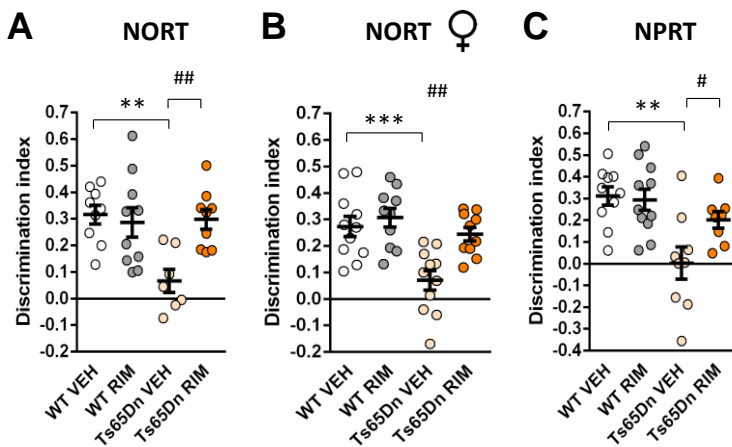 A NORT
##
**
Discrimination index
0.7
0.6
0.5
0.4
0.3
0.2
0.1
0.0
-0.1
-0.2
WT VEH
WT RIM
Ts65Dn VEH
Ts65Dn RIM
B NORT ♀
##
***
Discrimination index
0.7
0.6
0.5
0.4
0.3
0.2
0.1
0.0
-0.1
-0.2
WT VEH
WT RIM
Ts65Dn VEH
Ts65Dn RIM
C NPRT
#
**
Discrimination index
0.7
0.6
0.5
0.4
0.3
0.2
0.1
0.0
-0.1
-0.2
-0.3
-0.4
WT VEH
WT RIM
Ts65Dn VEH
Ts65Dn RIM